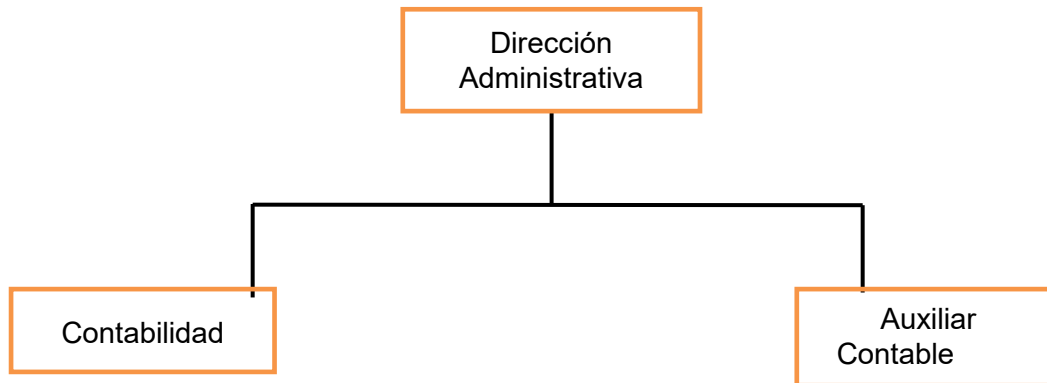 Dirección
Administrativa
Contabilidad
Auxiliar
Contable